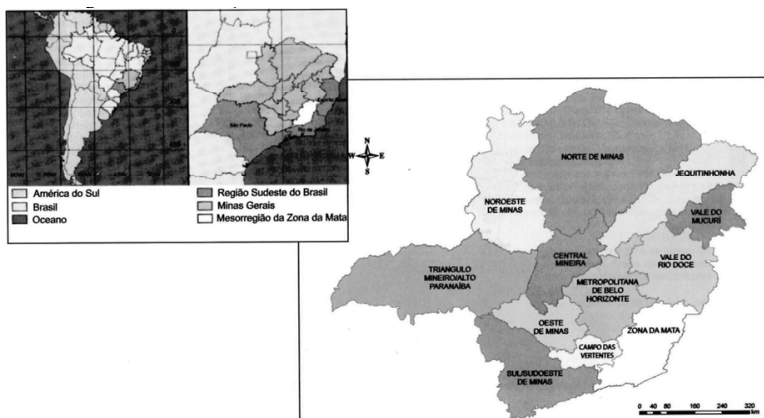 São Paulo
América do Sul
Brasil
Oceano
Região Sudeste do Brasil
Minas Gerais
Mesorregião da Zona da Mata
N
W
E
S
NORTE DE MINAS
JEQUITINHONHA
NOROESTE
DE MINAS
VALE DO
MUCURÍ
CENTRAL
MINEIRA
VALE DO
RIO DOCE
TRIANGULO
MINEIRO/ALTO
PARANAÍBA
METROPOLITANA
DE BELO
HORIZONTE
OESTE
DE MINAS
ZONA DA MATA
CAMPO DAS
VERTENTES
SUL/SUDOESTE
DE MINAS
0 40 80 160 240 320
km